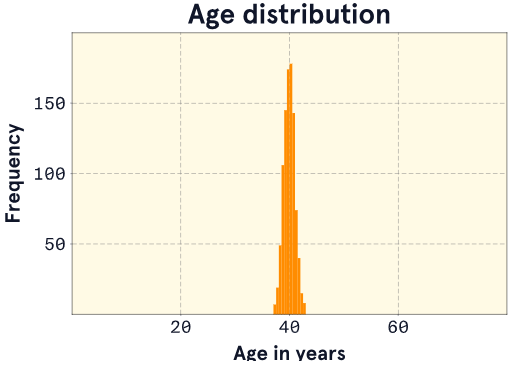 Age distribution
Frequency
150
100
50
20 40 60
Age in years